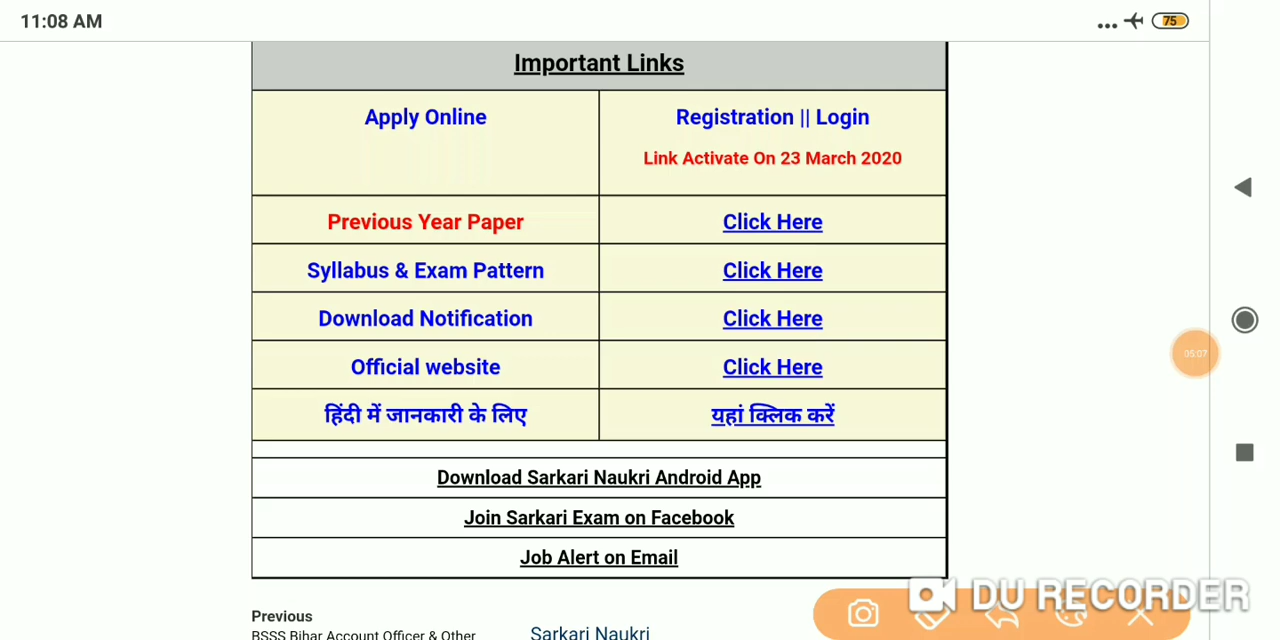 11:08 AM
75
Important Links
Apply Online
Registration || Login
Link Activate On 23 March 2020
Previous Year Paper
Click Here
Syllabus & Exam Pattern
Click Here
Download Notification
Click Here
05:07
Official website
Click Here
हिंदी में जानकारी के लिए
यहां क्लिक करें
Download Sarkari Naukri Android App
Join Sarkari Exam on Facebook
Job Alert on Email
DU RECORDER
Previous
BSSS Bihar Account Officer & Other
Sarkari Naukri